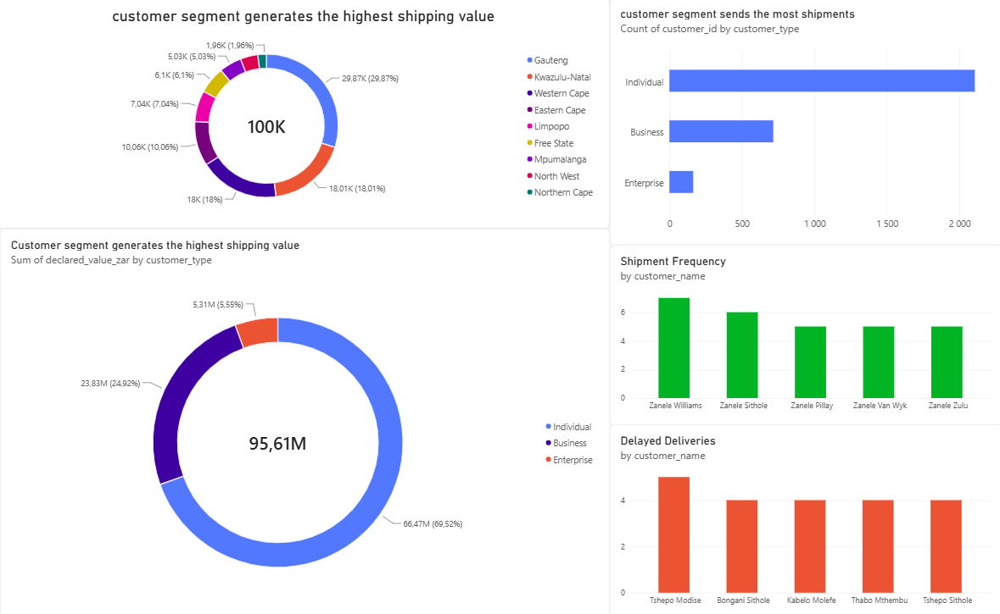 customer segment generates the highest shipping value
1,96K (1,96%)
5,03K (5,03%)
6,1K (6,1%)
7,04K (7,04%)
10,06K (10,06%)
18K (18%)
29,87K (29,87%)
18,01K (18,01%)
100K
Gauteng
Kwazulu-Natal
Western Cape
Eastern Cape
Limpopo
Free State
Mpumalanga
North West
Northern Cape
customer segment sends the most shipments
Count of customer_id by customer_type
Individual
Business
Enterprise
0 500 1 000 1 500 2 000
Customer segment generates the highest shipping value
Sum of declared_value_zar by customer_type
5,31M (5,55%)
23,83M (24,92%)
95,61M
66,47M (69,52%)
Individual
Business
Enterprise
Shipment Frequency
by customer_name
6
4
2
0
Zanele Williams Zanele Sithole Zanele Pillay Zanele Van Wyk Zanele Zulu
Delayed Deliveries
by customer_name
4
2
0
Tshepo Modise Bongani Sithole Kabelo Molefe Thabo Mthembu Tshepo Sithole